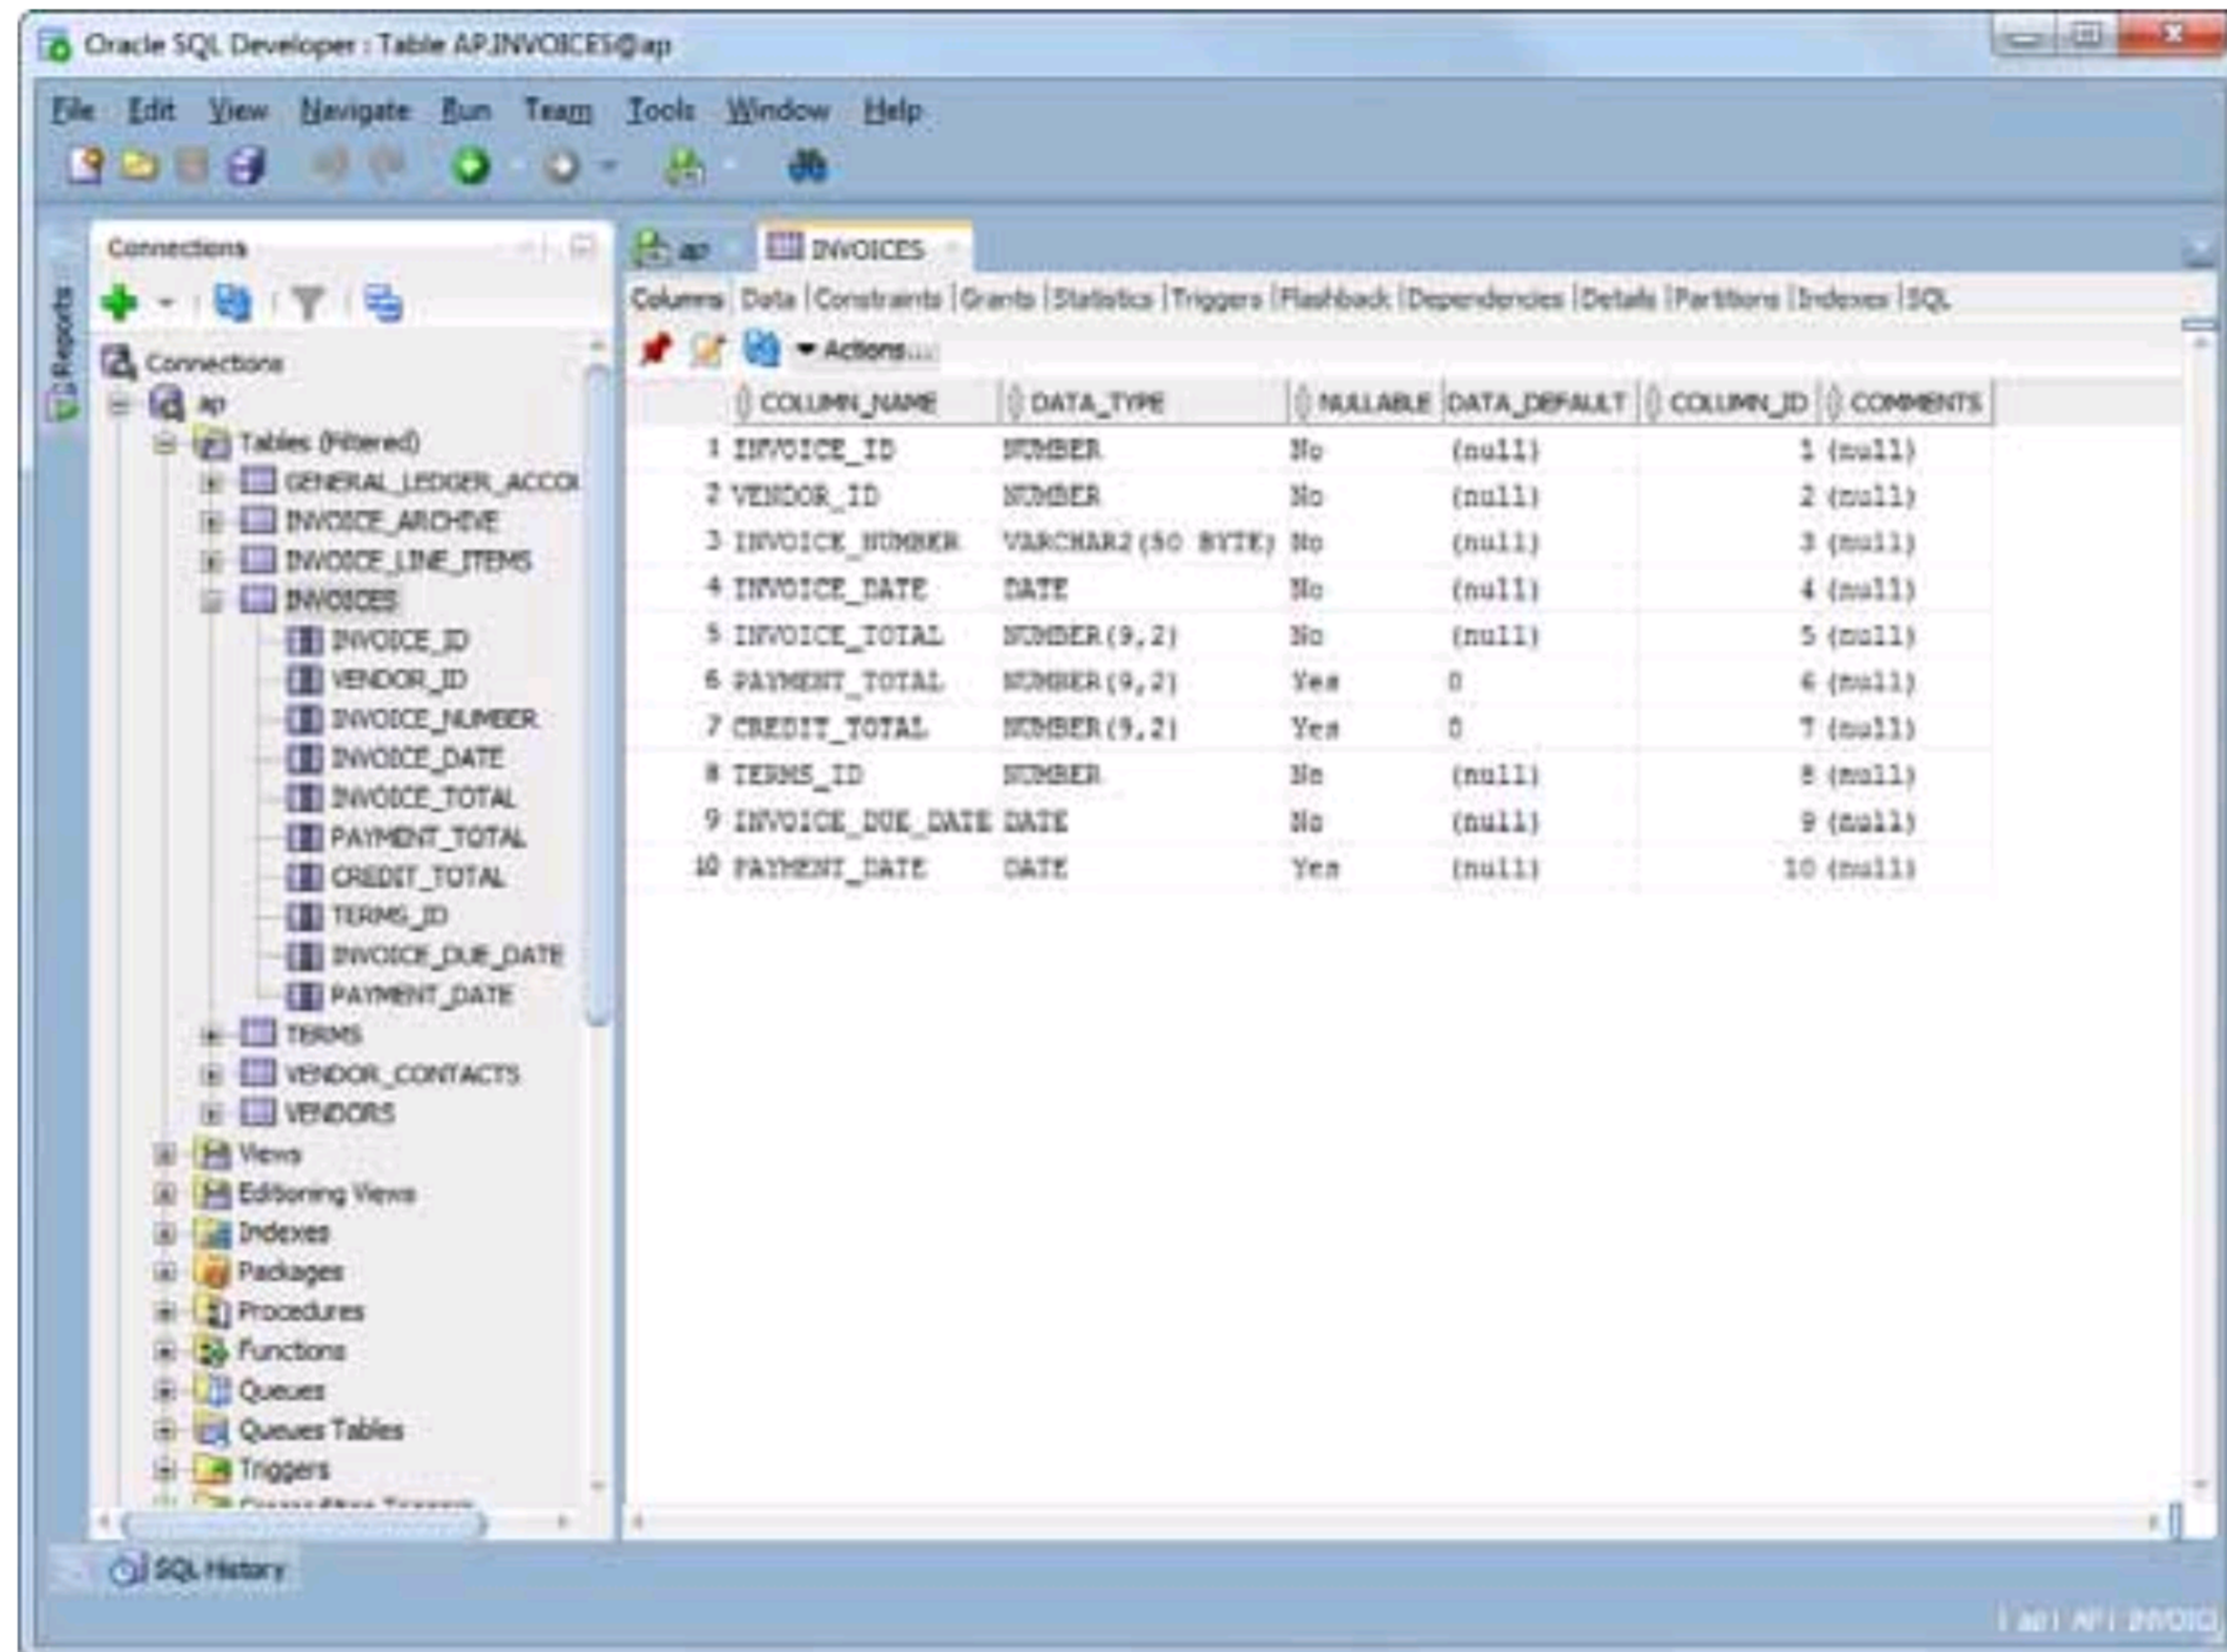 Oracle SQL Developer : Table AP.INVOICES@ap
File Edit View Navigate Run Team Tools Window Help
Reports
Connections
Connections
ap
Tables (Filtered)
GENERAL_LEDGER_ACCOU
INVOICE_ARCHIVE
INVOICE_LINE_ITEMS
INVOICES
INVOICE_ID
VENDOR_ID
INVOICE_NUMBER
INVOICE_DATE
INVOICE_TOTAL
PAYMENT_TOTAL
CREDIT_TOTAL
TERMS_ID
INVOICE_DUE_DATE
PAYMENT_DATE
TERMS
VENDOR_CONTACTS
VENDORS
Views
Editioning Views
Indexes
Packages
Procedures
Functions
Queues
Queues Tables
Triggers
ap INVOICES
Columns Data Constraints Grants Statistics Triggers Flashback Dependencies Details Partitions Indexes SQL
Actions...
COLUMN_NAME DATA_TYPE NULLABLE DATA_DEFAULT COLUMN_ID COMMENTS
1 INVOICE_ID NUMBER No (null) 1 (null)
2 VENDOR_ID NUMBER No (null) 2 (null)
3 INVOICE_NUMBER VARCHAR2(50 BYTE) No (null) 3 (null)
4 INVOICE_DATE DATE No (null) 4 (null)
5 INVOICE_TOTAL NUMBER(9,2) No (null) 5 (null)
6 PAYMENT_TOTAL NUMBER(9,2) Yes 0 6 (null)
7 CREDIT_TOTAL NUMBER(9,2) Yes 0 7 (null)
8 TERMS_ID NUMBER No (null) 8 (null)
9 INVOICE_DUE_DATE DATE No (null) 9 (null)
10 PAYMENT_DATE DATE Yes (null) 10 (null)
SQL History
| ap | AP | INVOIC